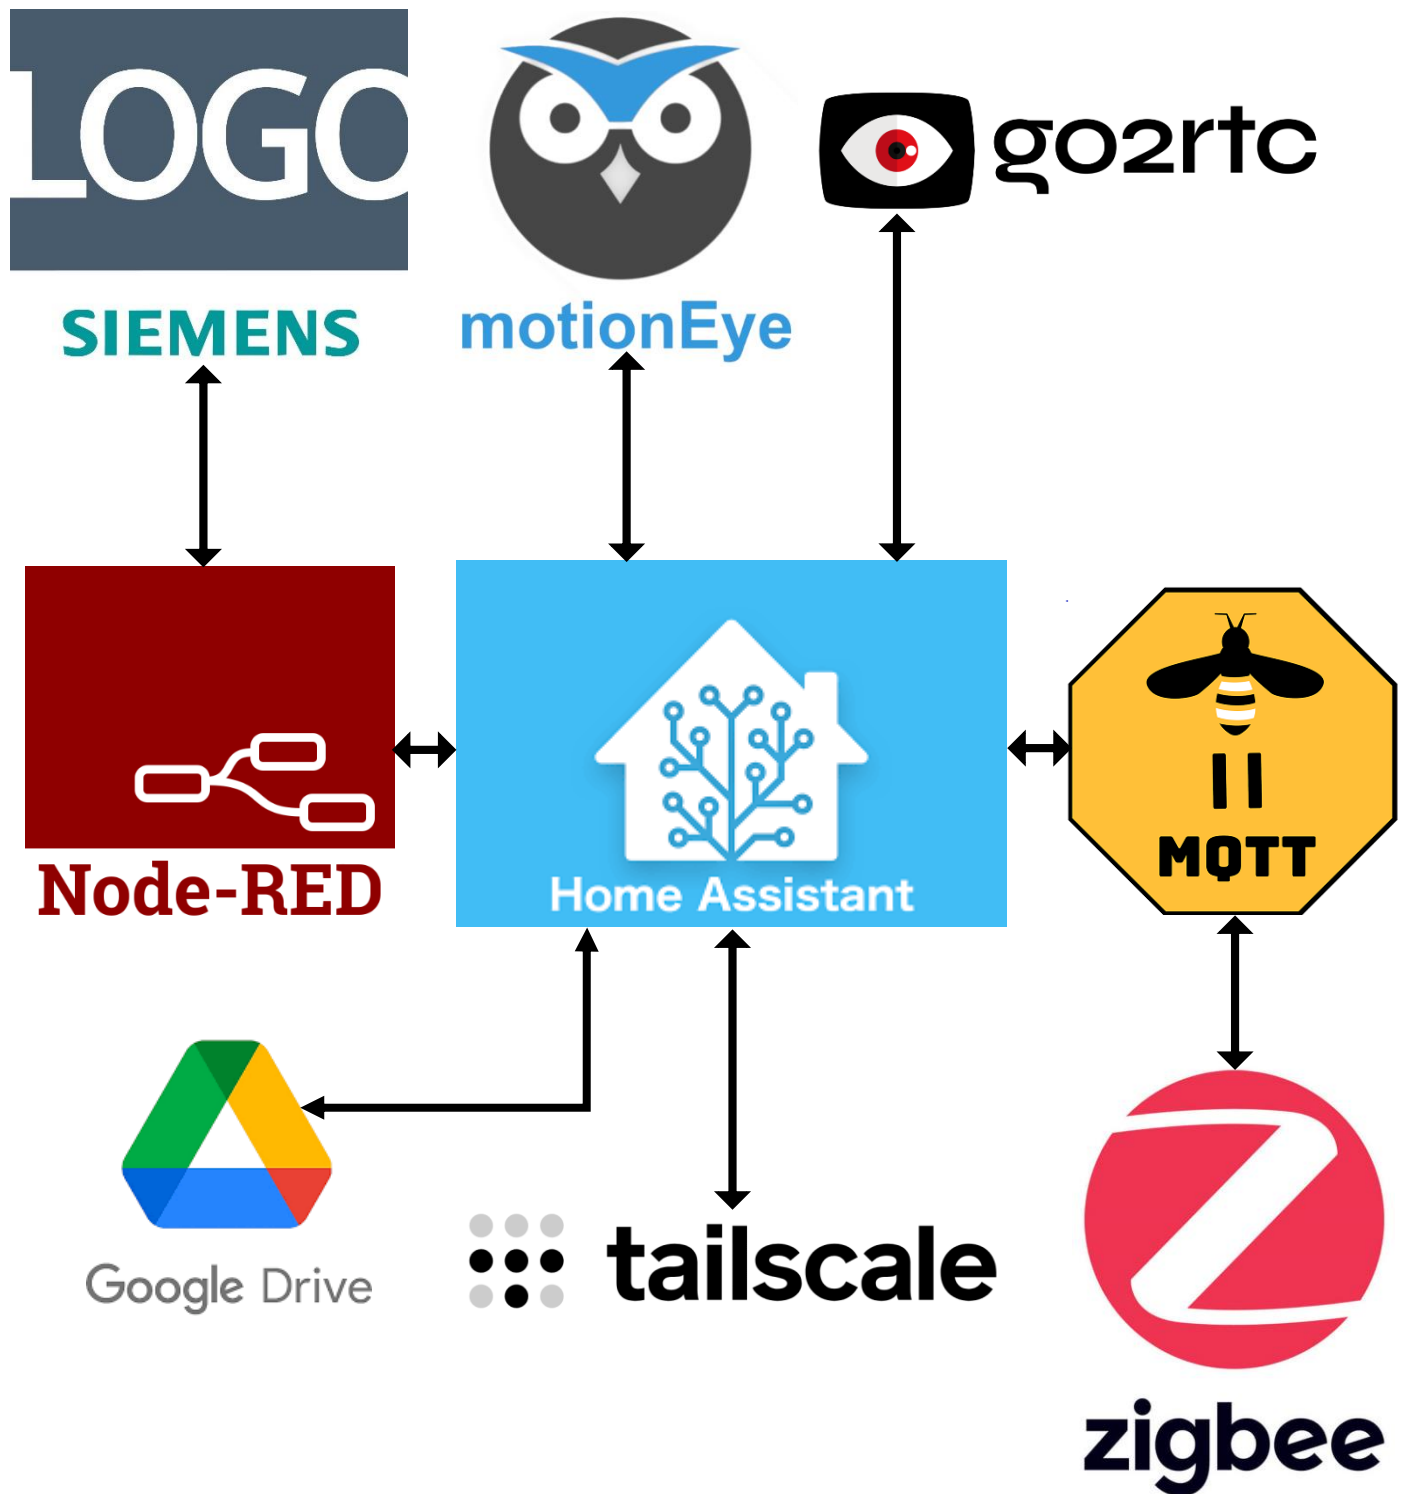 LOGO
SIEMENS
motionEye
go2rtc
Node-RED
Home Assistant
MQTT
Google Drive
tailscale
zigbee